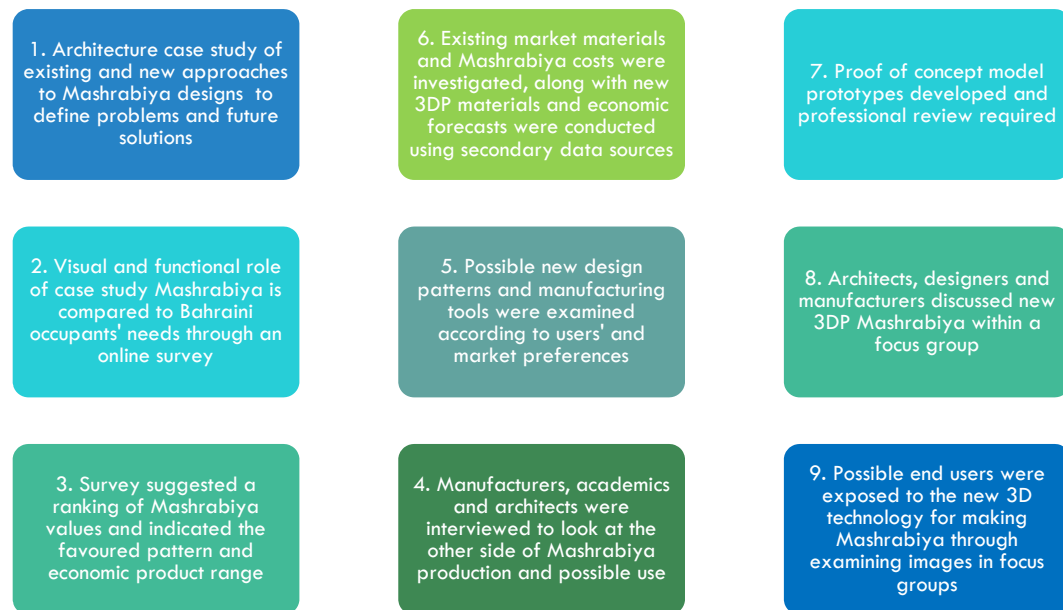 1. Architecture case study of
existing and new approaches
to Mashrabiya designs to
define problems and future
solutions
2. Visual and functional role
of case study Mashrabiya is
compared to Bahraini
occupants' needs through an
online survey
3. Survey suggested a
ranking of Mashrabiya
values and indicated the
favoured pattern and
economic product range
4. Manufacturers, academics
and architects were
interviewed to look at the
other side of Mashrabiya
production and possible use
5. Possible new design
patterns and manufacturing
tools were examined
according to users' and
market preferences
6. Existing market materials
and Mashrabiya costs were
investigated, along with new
3DP materials and economic
forecasts were conducted
using secondary data sources
7. Proof of concept model
prototypes developed and
professional review required
8. Architects, designers and
manufacturers discussed new
3DP Mashrabiya within a
focus group
9. Possible end users were
exposed to the new 3D
technology for making
Mashrabiya through
examining images in focus
groups